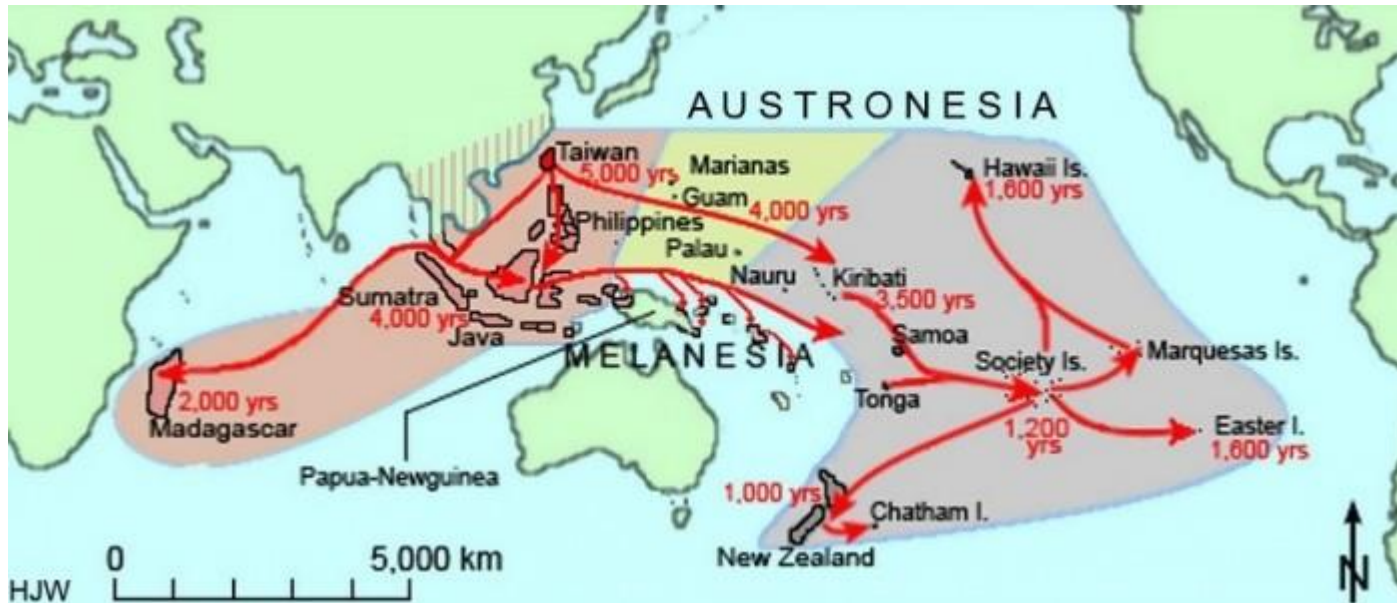 AUSTRONESIA
Taiwan
5,000 yrs
Marianas
Guam
Hawaii Is.
1,600 yrs
Philippines
4,000 yrs
Palau
Nauru
Kiribati
3,500 yrs
Sumatra
4,000 yrs
Java
MELANESIA
Samoa
Society Is.
Marquesas Is.
Tonga
2,000 yrs
Madagascar
1,200
yrs
Easter I.
1,600 yrs
Papua-Newguinea
1,000 yrs
Chatham I.
New Zealand
0
5,000 km
HJW
N